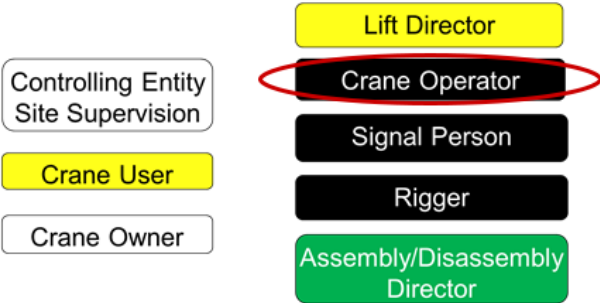 Controlling Entity
Site Supervision
Crane User
Crane Owner
Lift Director
Crane Operator
Signal Person
Rigger
Assembly/Disassembly
Director